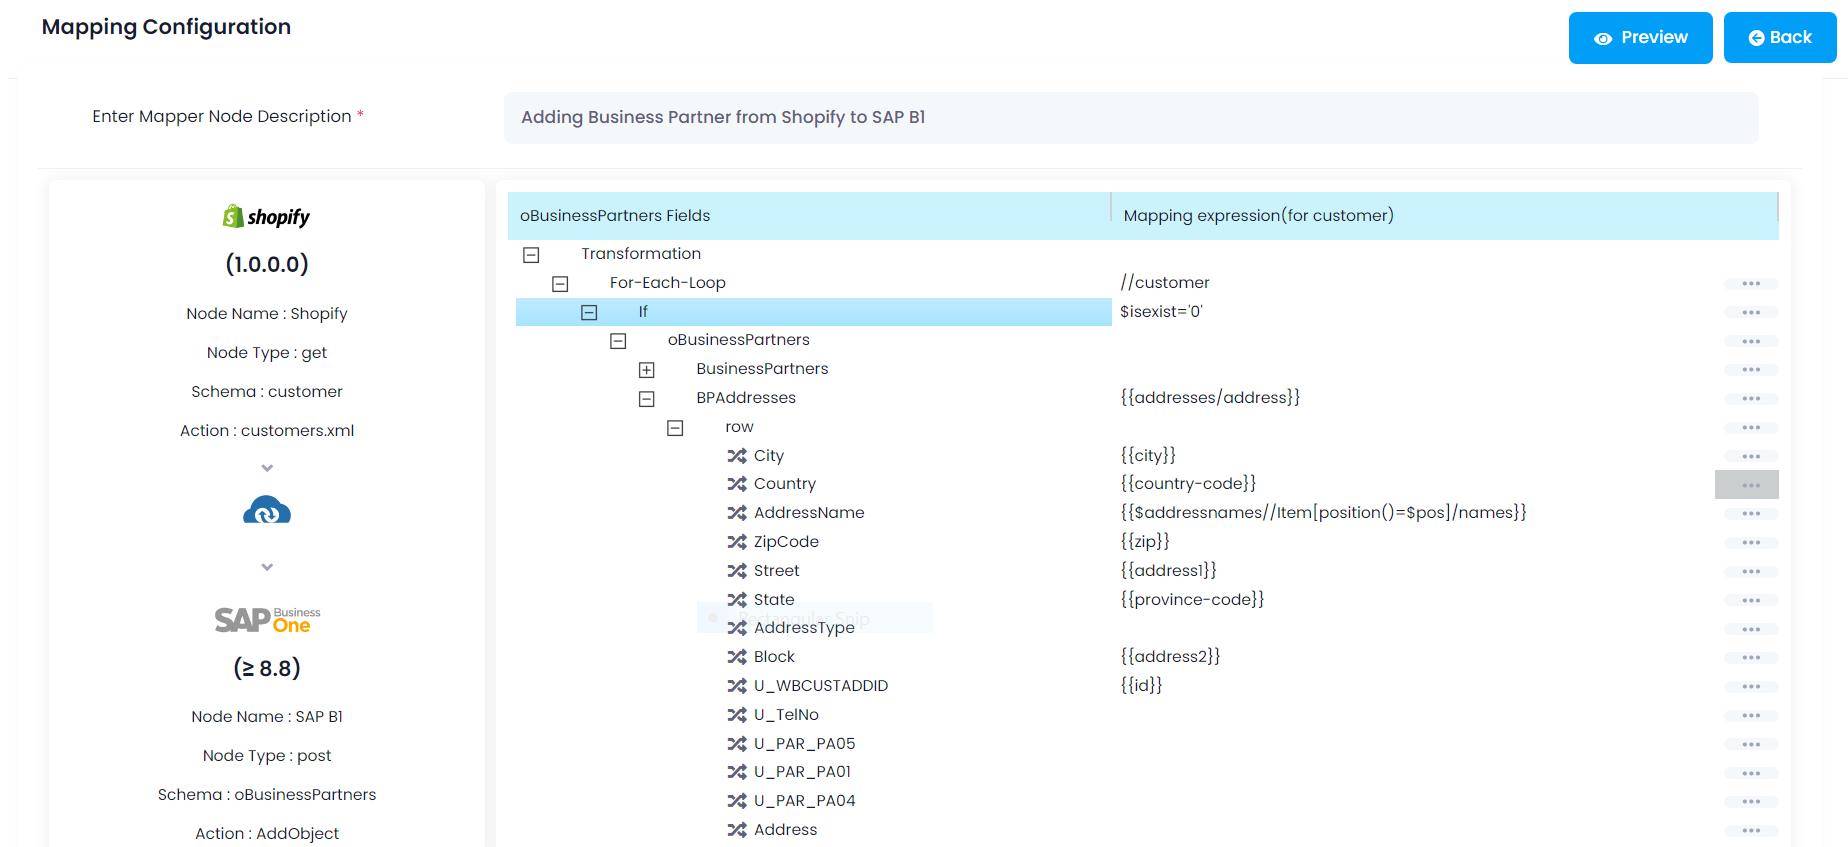 Mapping Configuration
Preview
Back
Enter Mapper Node Description *
Adding Business Partner from Shopify to SAP B1
shopify
(1.0.0.0)
Node Name : Shopify
Node Type : get
Schema : customer
Action : customers.xml
SAP Business One
(≥ 8.8)
Node Name : SAP B1
Node Type : post
Schema : oBusinessPartners
Action : AddObject
oBusinessPartners Fields Mapping expression(for customer)
Transformation
For-Each-Loop //customer
If $isexist='0'
oBusinessPartners
BusinessPartners
BPAddresses {{addresses/address}}
row
City {{city}}
Country {{country-code}}
AddressName {{$addressnames//Item[position()=$pos]/names}}
ZipCode {{zip}}
Street {{address1}}
State {{province-code}}
Rectangular Snip
AddressType
Block {{address2}}
U_WBCUSTADDID {{id}}
U_TelNo
U_PAR_PA05
U_PAR_PA01
U_PAR_PA04
Address